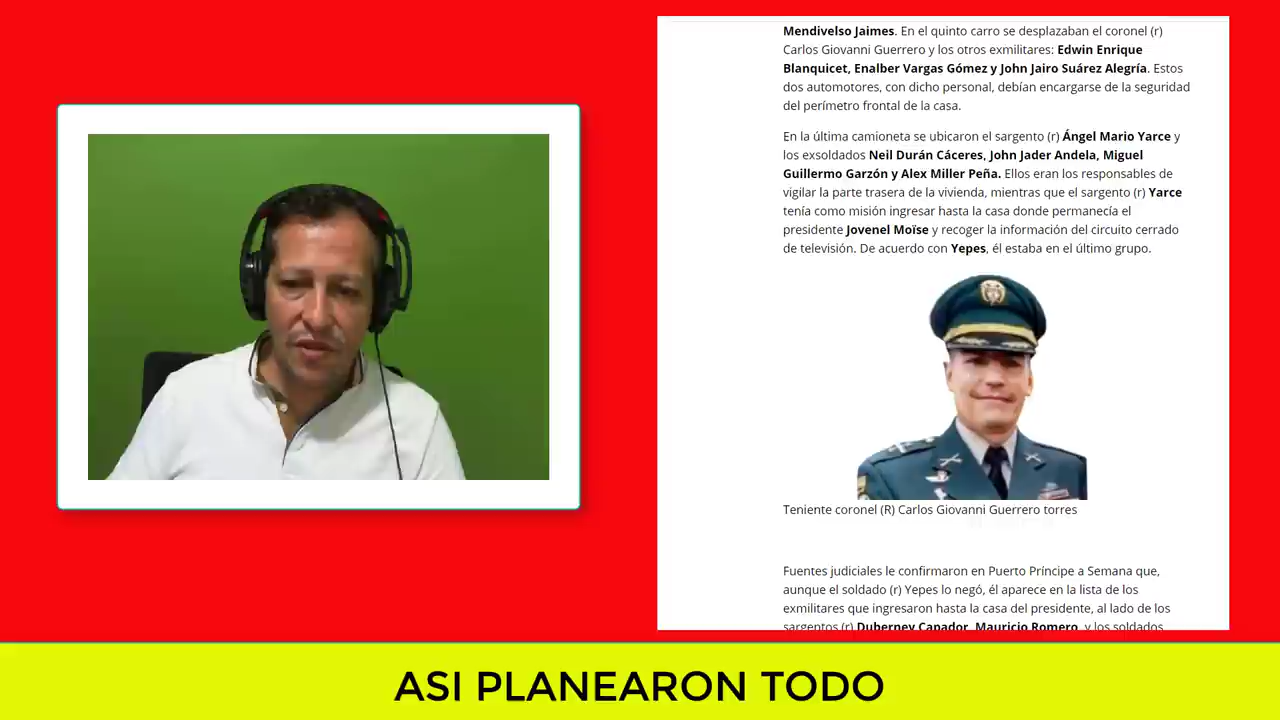 Mendivelso Jaimes. En el quinto carro se desplazaban el coronel (r)
Carlos Giovanni Guerrero y los otros exmilitares: Edwin Enrique
Blanquicet, Enalber Vargas Gómez y John Jairo Suárez Alegría. Estos
dos automotores, con dicho personal, debían encargarse de la seguridad
del perímetro frontal de la casa.
En la última camioneta se ubicaron el sargento (r) Ángel Mario Yarce y
los exsoldados Neil Durán Cáceres, John Jader Andela, Miguel
Guillermo Garzón y Alex Miller Peña. Ellos eran los responsables de
vigilar la parte trasera de la vivienda, mientras que el sargento (r) Yarce
tenía como misión ingresar hasta la casa donde permanecía el
presidente Jovenel Moïse y recoger la información del circuito cerrado
de televisión. De acuerdo con Yepes, él estaba en el último grupo.
Teniente coronel (R) Carlos Giovanni Guerrero torres
Fuentes judiciales le confirmaron en Puerto Príncipe a Semana que,
aunque el soldado (r) Yepes lo negó, él aparece en la lista de los
exmilitares que ingresaron hasta la casa del presidente, al lado de los
sargentos (r) Duberney Capador, Mauricio Romero, y los soldados
ASI PLANEARON TODO